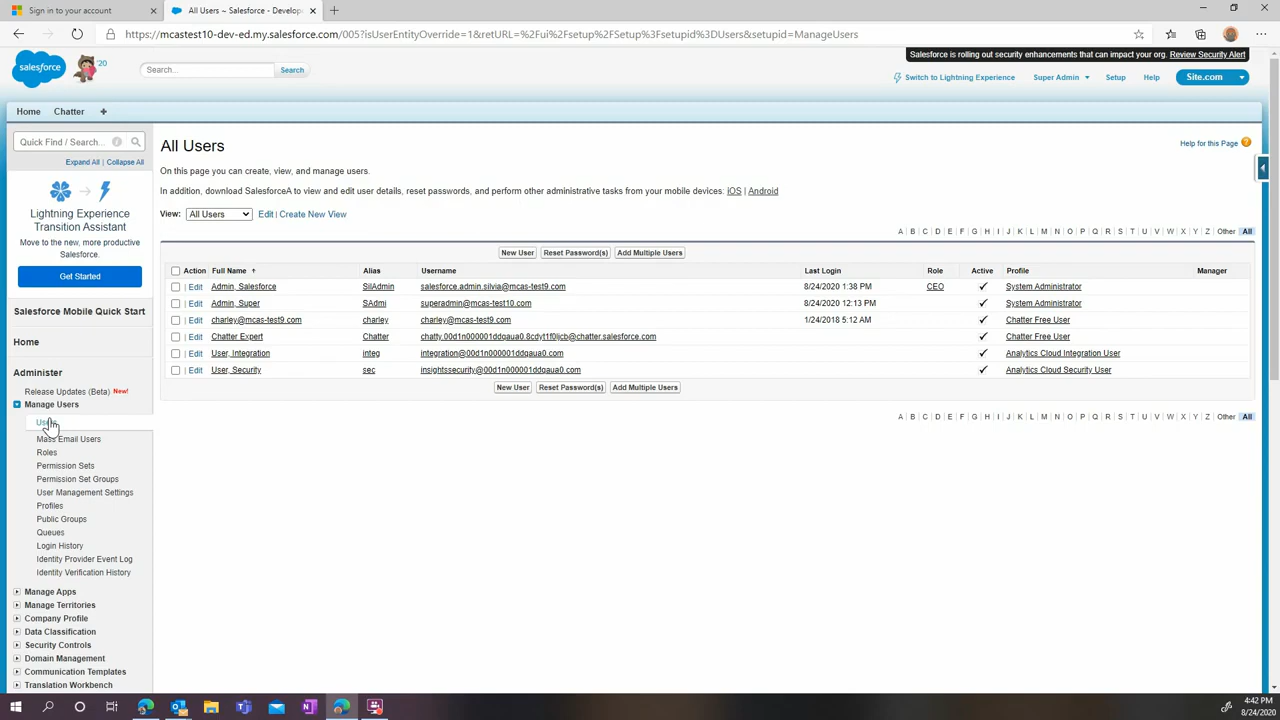 Sign in to your account
All Users ~ Salesforce - Develop
https://mcastest10-dev-ed.my.salesforce.com/005?isUserEntityOverride=1&retURL=%2Fui%2Fsetup%2FSetup%3Fsetupid%3DUsers&setupid=ManageUsers
Salesforce is rolling out security enhancements that can impact your org. Review Security Alert
salesforce
'20
Search...
Search
Switch to Lightning Experience
Super Admin
Setup
Help
Site.com
Home
Chatter
Quick Find / Search...
Expand All | Collapse All
Lightning Experience
Transition Assistant
Move to the new, more productive
Salesforce.
Get Started
Salesforce Mobile Quick Start
Home
Administer
Release Updates (Beta) New!
Manage Users
Mass Email Users
Roles
Permission Sets
Permission Set Groups
User Management Settings
Profiles
Public Groups
Queues
Login History
Identity Provider Event Log
Identity Verification History
Manage Apps
Manage Territories
Company Profile
Data Classification
Security Controls
Domain Management
Communication Templates
Translation Workbench
All Users
Help for this Page
On this page you can create, view, and manage users.
In addition, download SalesforceA to view and edit user details, reset passwords, and perform other administrative tasks from your mobile devices: iOS | Android
View: All Users Edit | Create New View
A | B | C | D | E | F | G | H | I | J | K | L | M | N | O | P | Q | R | S | T | U | V | W | X | Y | Z | Other All
New User Reset Password(s) Add Multiple Users
Action Full Name Alias Username Last Login Role Active Profile Manager
Edit Admin, Salesforce SilAdmin salesforce.admin.silvia@mcas-test9.com 8/24/2020 1:38 PM CEO System Administrator
Edit Admin, Super SAdmi superadmin@mcas-test10.com 8/24/2020 12:13 PM System Administrator
Edit charley@mcas-test9.com charley charley@mcas-test9.com 1/24/2018 5:12 AM Chatter Free User
Edit Chatter Expert Chatter chatty.00d1n000001ddqaua0.8cdyt1f0ljcb@chatter.salesforce.com Chatter Free User
Edit User, Integration integ integration@00d1n000001ddqaua0.com Analytics Cloud Integration User
Edit User, Security sec insightssecurity@00d1n000001ddqaua0.com Analytics Cloud Security User
New User Reset Password(s) Add Multiple Users
A | B | C | D | E | F | G | H | I | J | K | L | M | N | O | P | Q | R | S | T | U | V | W | X | Y | Z | Other All
4:42 PM
8/24/2020